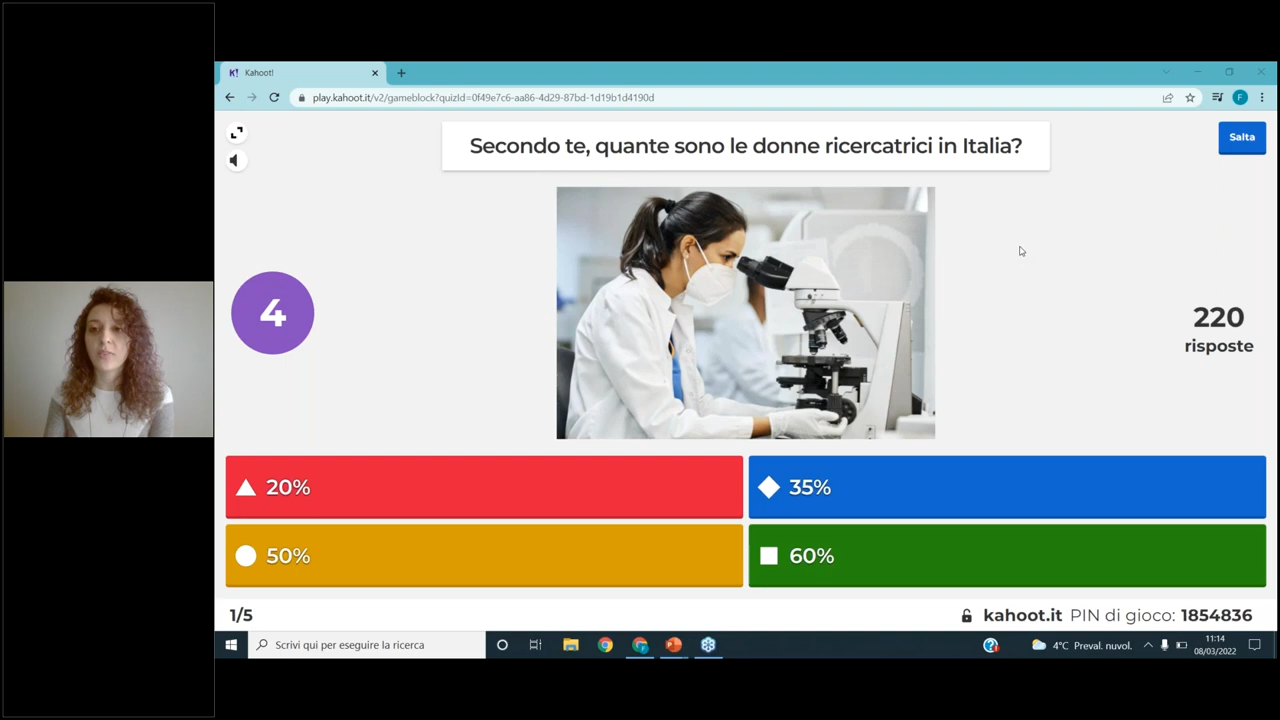 Kahoot!
play.kahoot.it/v2/gameblock?quizId=0f49e7c6-aa86-4d29-87bd-1d19b1d4190d
F
Secondo te, quante sono le donne ricercatrici in Italia?
Salta
4
220
risposte
20%
35%
50%
60%
1/5
kahoot.it PIN di gioco: 1854836
Scrivi qui per eseguire la ricerca
4°C Preval. nuvol.
11:14
08/03/2022